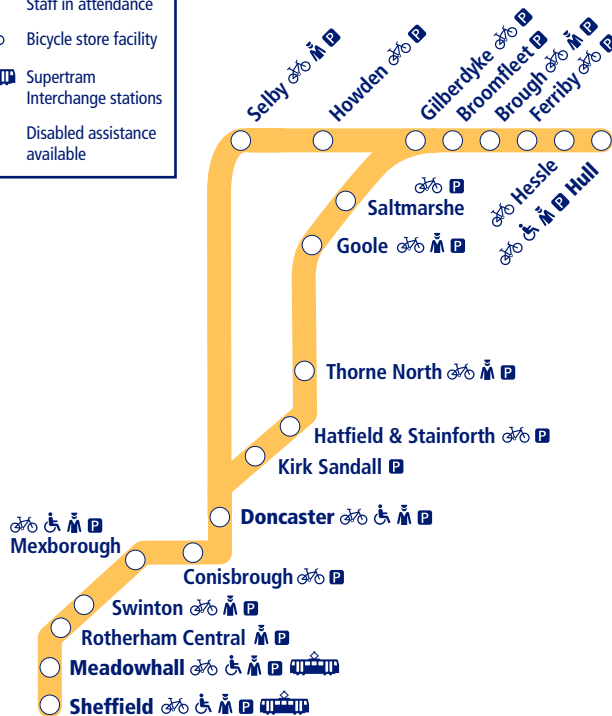 Staff in attendance
Bicycle store facility
Supertram
Interchange stations
Disabled assistance
available
Selby P
Howden P
Gilberdyke P
Broomfleet P
Brough P
Ferriby P
Hessle
P Hull
P
Saltmarshe
Goole P
Thorne North P
Hatfield & Stainforth P
Kirk Sandall P
Doncaster P
P
Mexborough
Conisbrough P
Swinton P
Rotherham Central P
Meadowhall P
Sheffield P